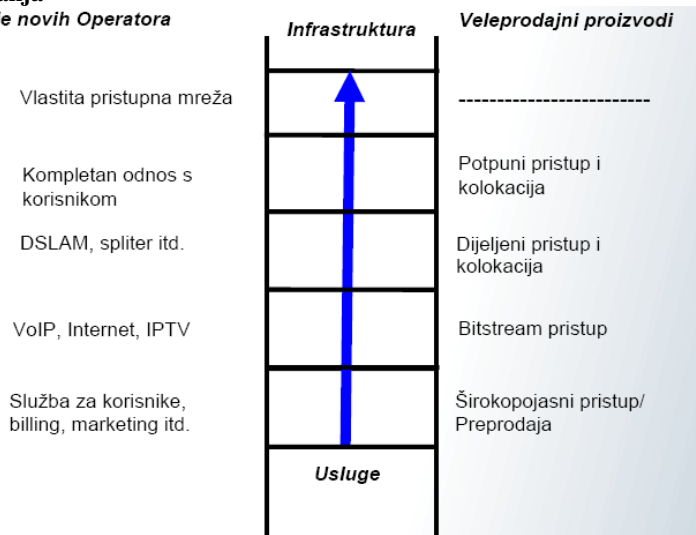 je novih Operatora
Infrastruktura
Veleprodajni proizvodi
Vlastita pristupna mreža
---------------------------
Kompletan odnos s
korisnikom
Potpuni pristup i
kolokacija
DSLAM, spliter itd.
Dijeljeni pristup i
kolokacija
VoIP, Internet, IPTV
Bitstream pristup
Služba za korisnike,
billing, marketing itd.
Širokopojasni pristup/
Preprodaja
Usluge